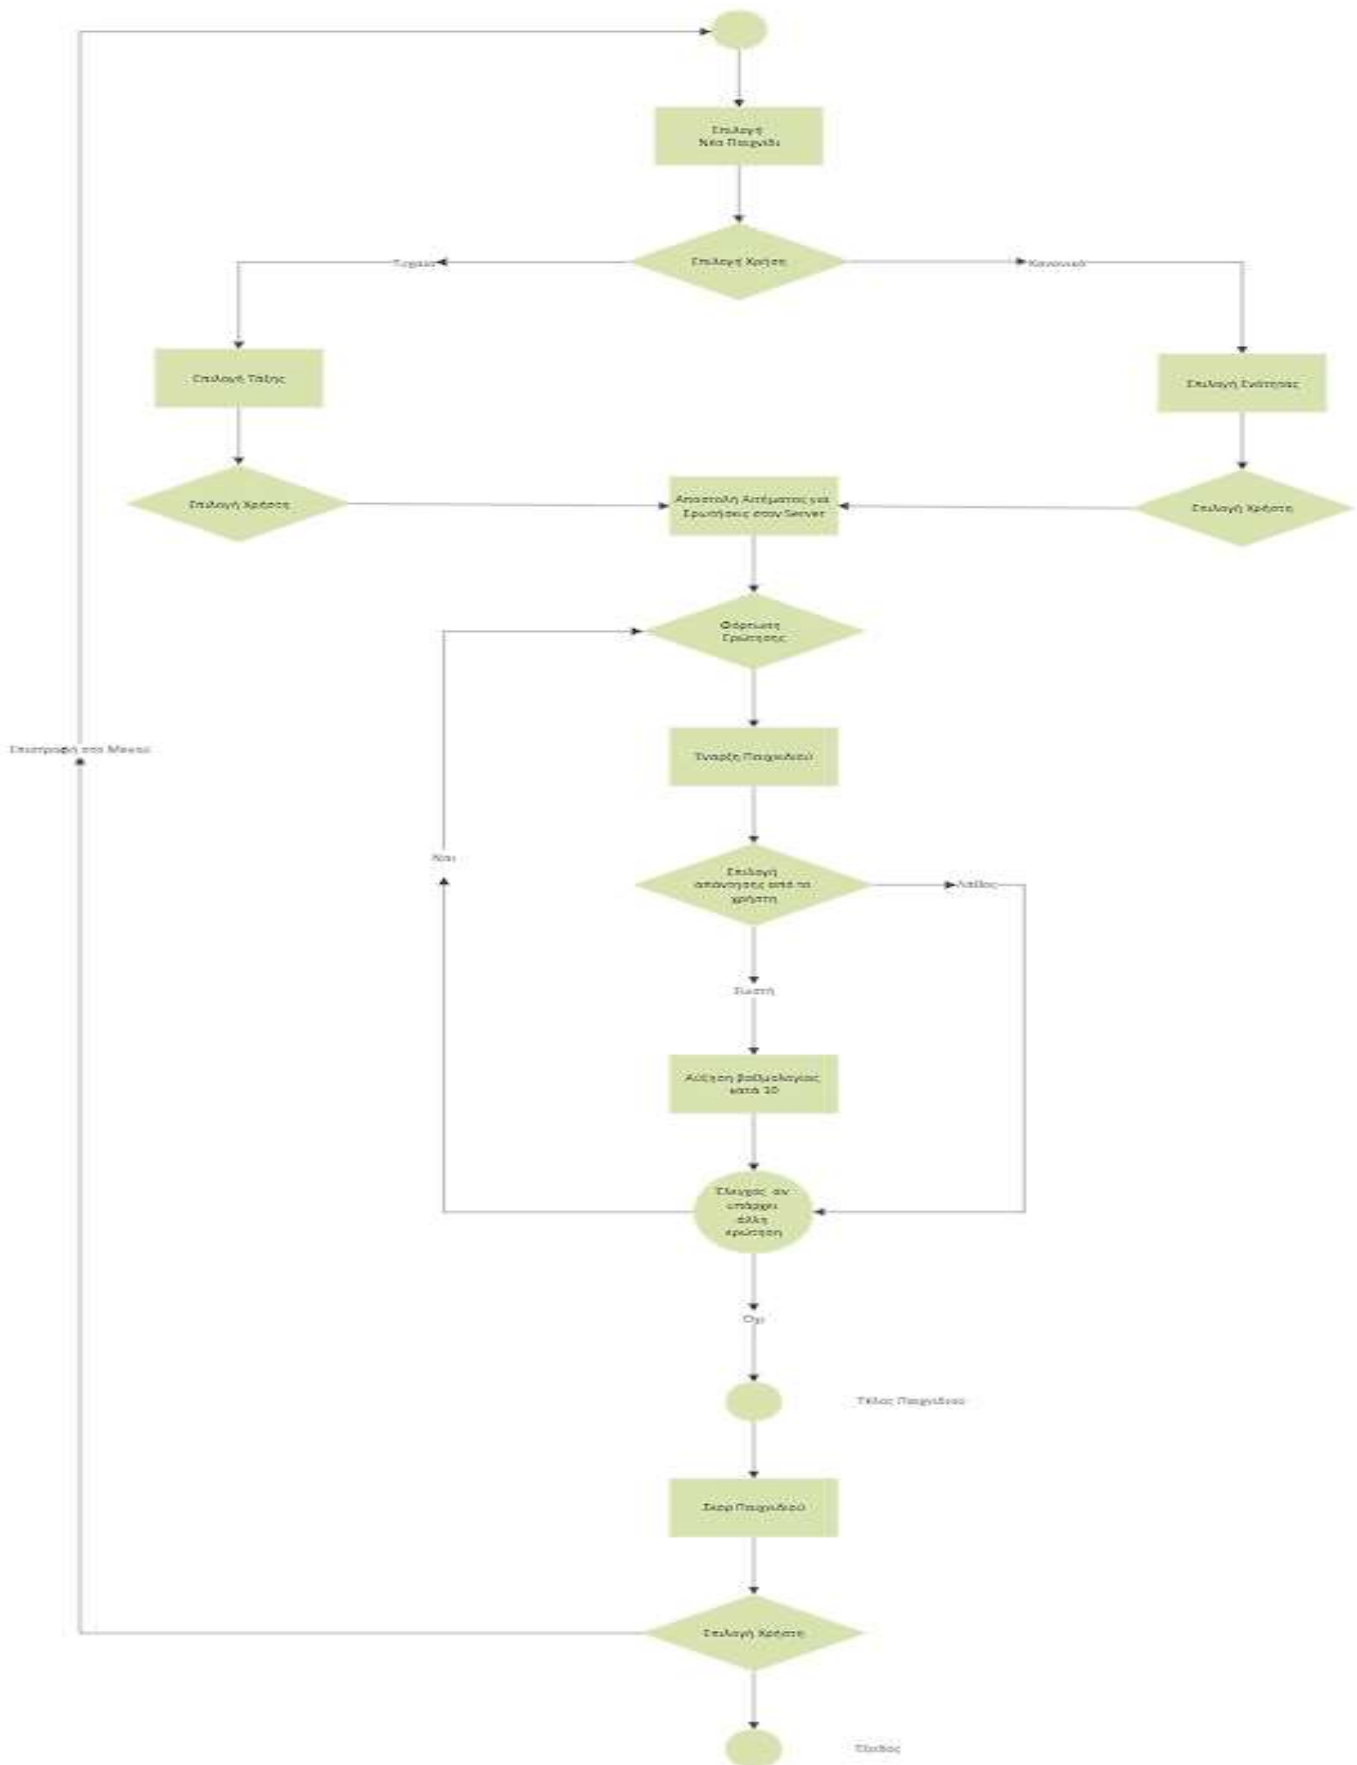 Επιλογή
Νέο Παιχνίδι
Επιλογή Χρήση
Τυχαίο
Κανονικό
Επιλογή Τάξης
Επιλογή Ενότητας
Επιλογή Χρήστη
Αποστολή Αιτήματος για
Ερωτήσεις στον Server
Επιλογή Χρήστη
Φόρτωση
Ερώτησης
Επιστροφή στο Μενού
Έναρξη Παιχνιδιού
Ναι
Επιλογή
απάντησης από το
χρήστη
Λάθος
Σωστή
Αύξηση βαθμολογίας
κατά 10
Έλεγχος αν
υπάρχει
άλλη
ερώτηση
Όχι
Τέλος Παιχνιδιού
Σκορ Παιχνιδιού
Επιλογή Χρήστη
Έξοδος